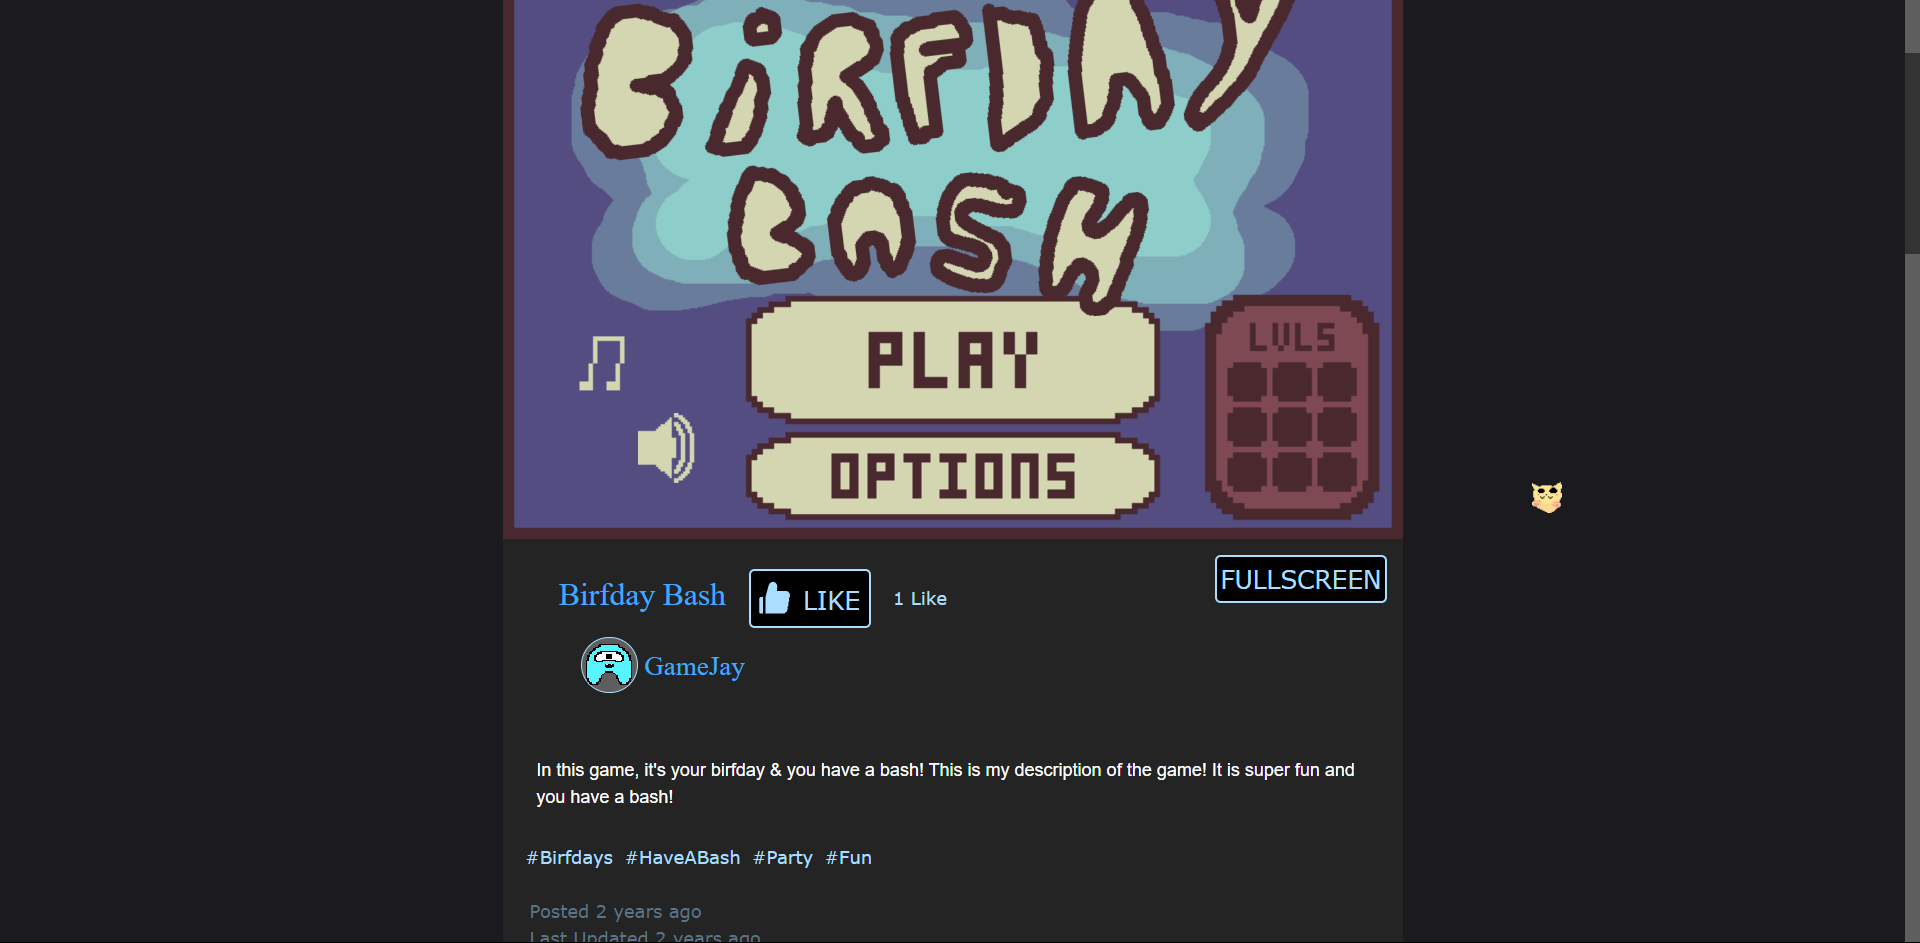 BiRFDAY
BASH
PLAY
LVLS
OPTIONS
Birfday Bash
LIKE
1 Like
FULLSCREEN
GameJay
In this game, it's your birfday & you have a bash! This is my description of the game! It is super fun and
you have a bash!
#Birfdays #HaveABash #Party #Fun
Posted 2 years ago
Last Updated 2 years ago